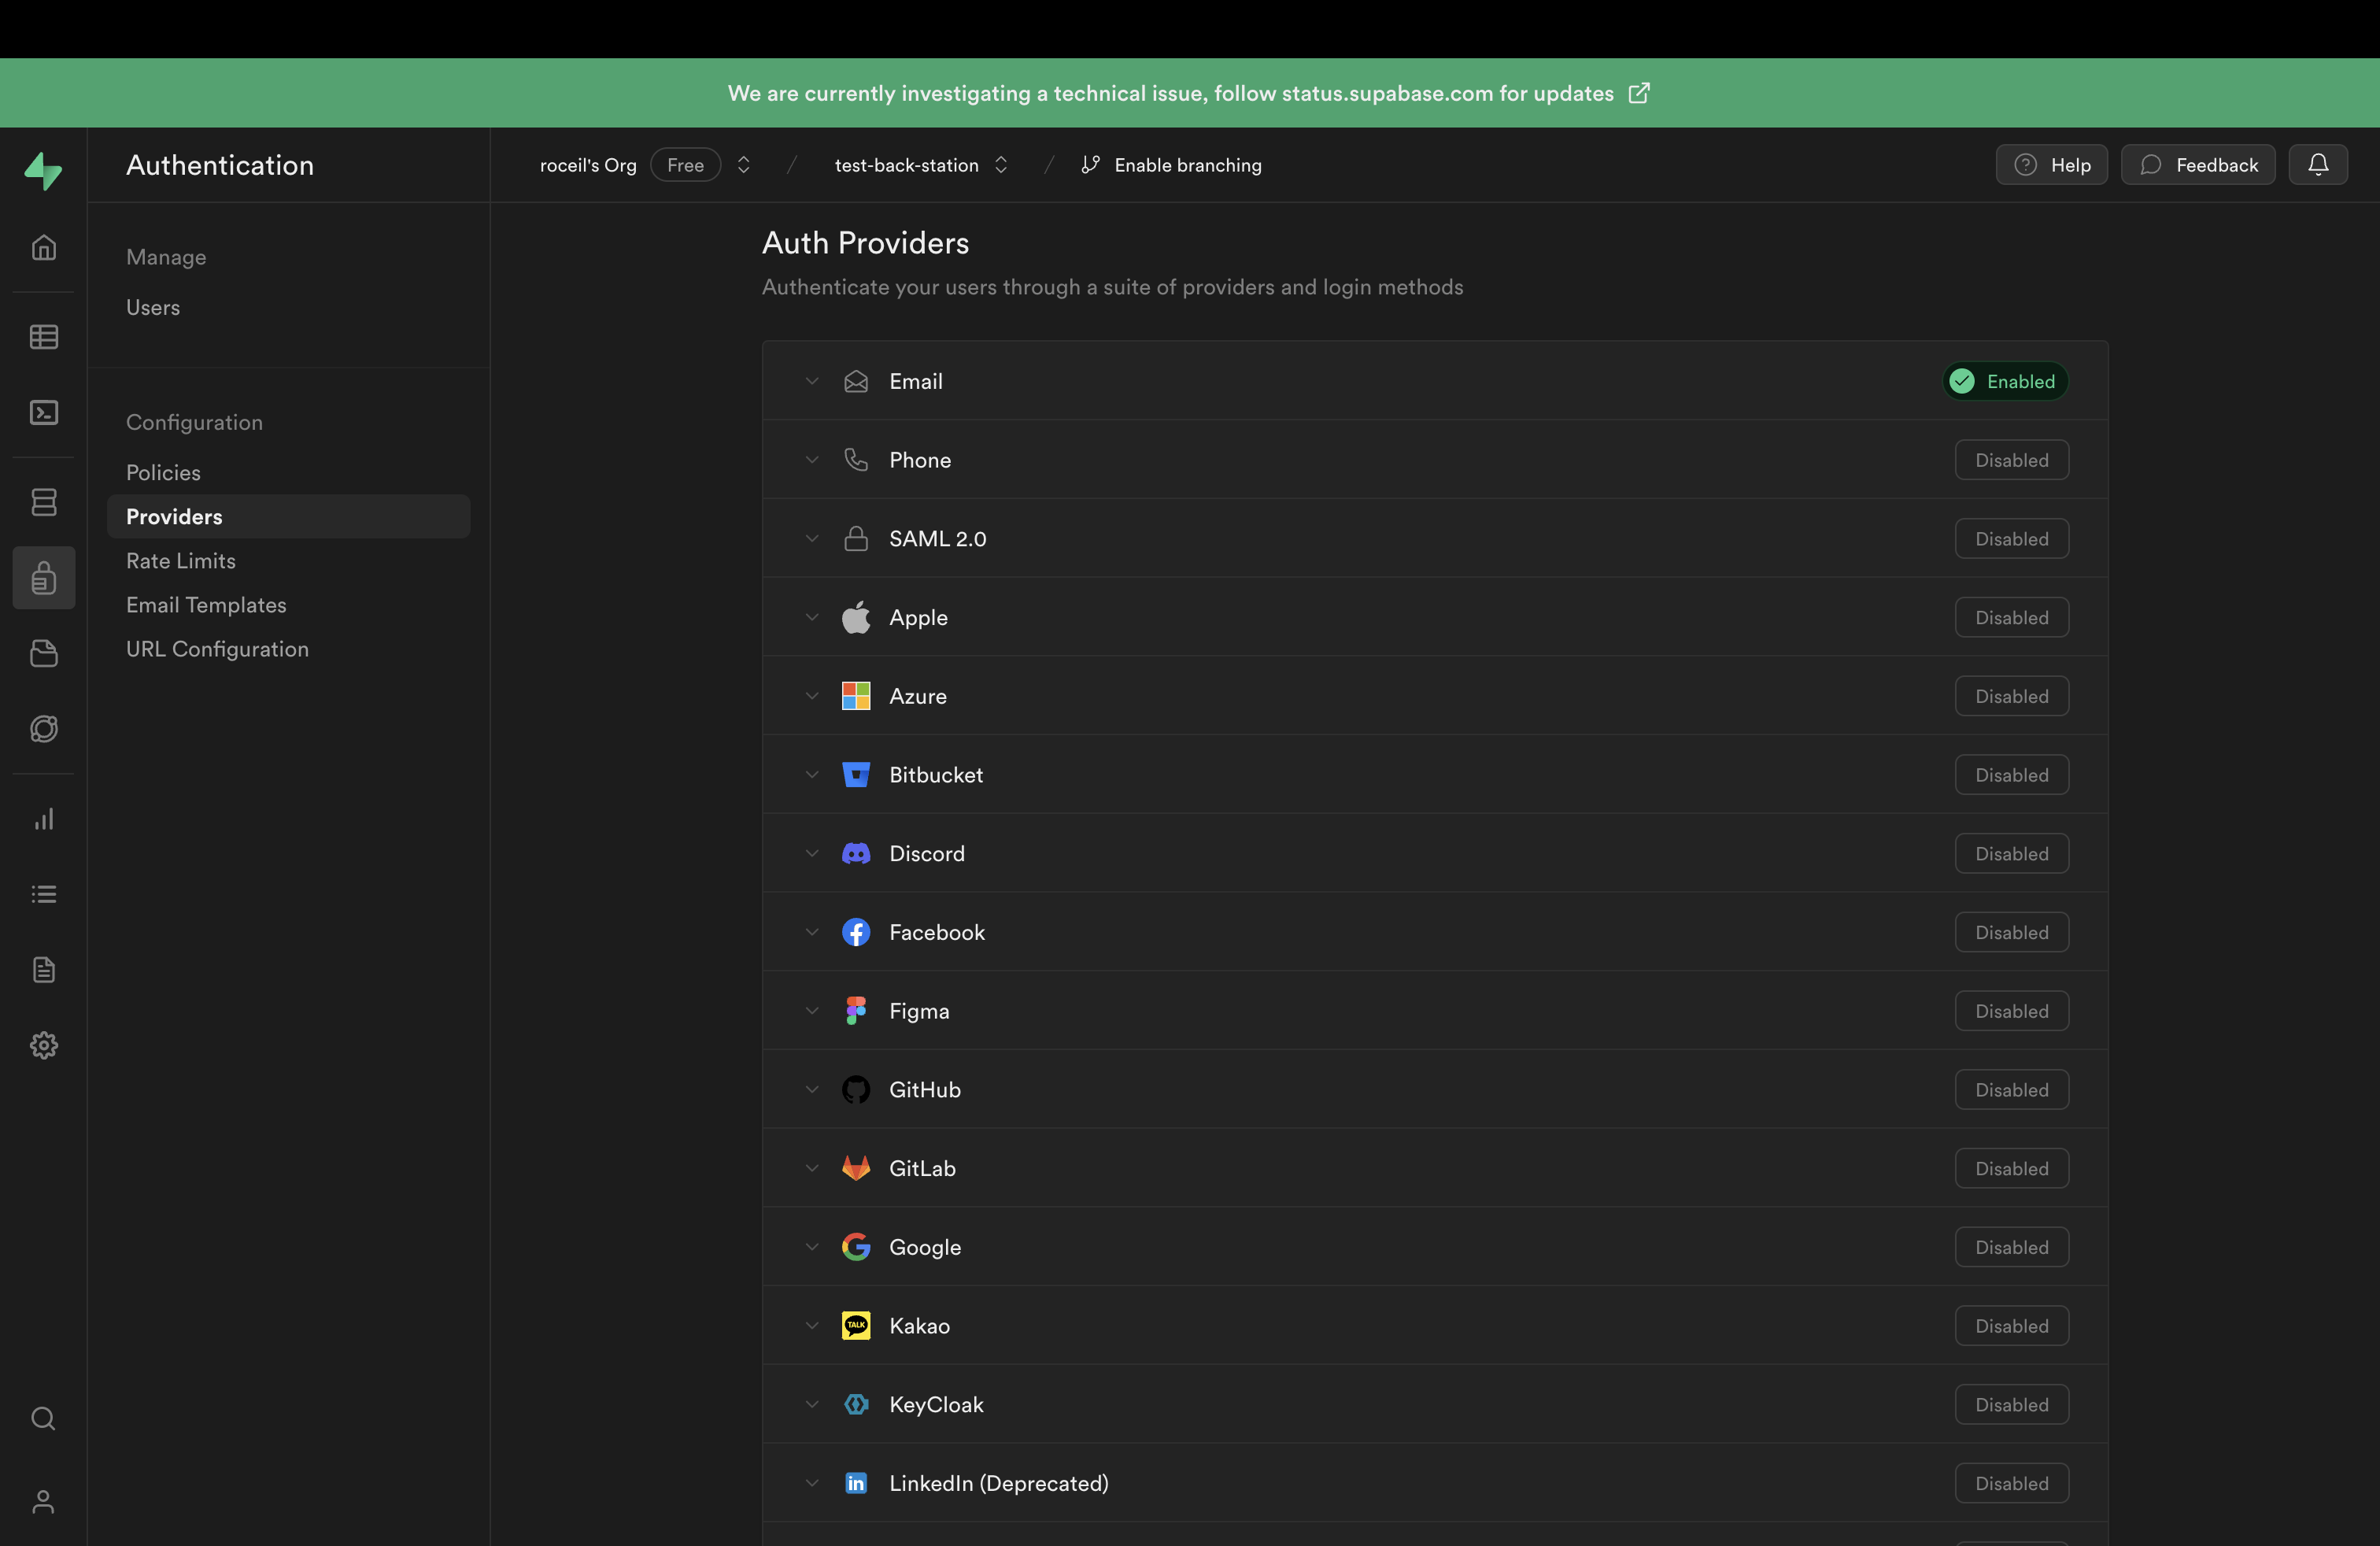 We are currently investigating a technical issue, follow status.supabase.com for updates
Authentication
roceil's Org Free / test-back-station / Enable branching
Help
Feedback
Manage
Users
Configuration
Policies
Providers
Rate Limits
Email Templates
URL Configuration
Auth Providers
Authenticate your users through a suite of providers and login methods
Email Enabled
Phone Disabled
SAML 2.0 Disabled
Apple Disabled
Azure Disabled
Bitbucket Disabled
Discord Disabled
Facebook Disabled
Figma Disabled
GitHub Disabled
GitLab Disabled
Google Disabled
TALK Kakao Disabled
KeyCloak Disabled
in LinkedIn (Deprecated) Disabled